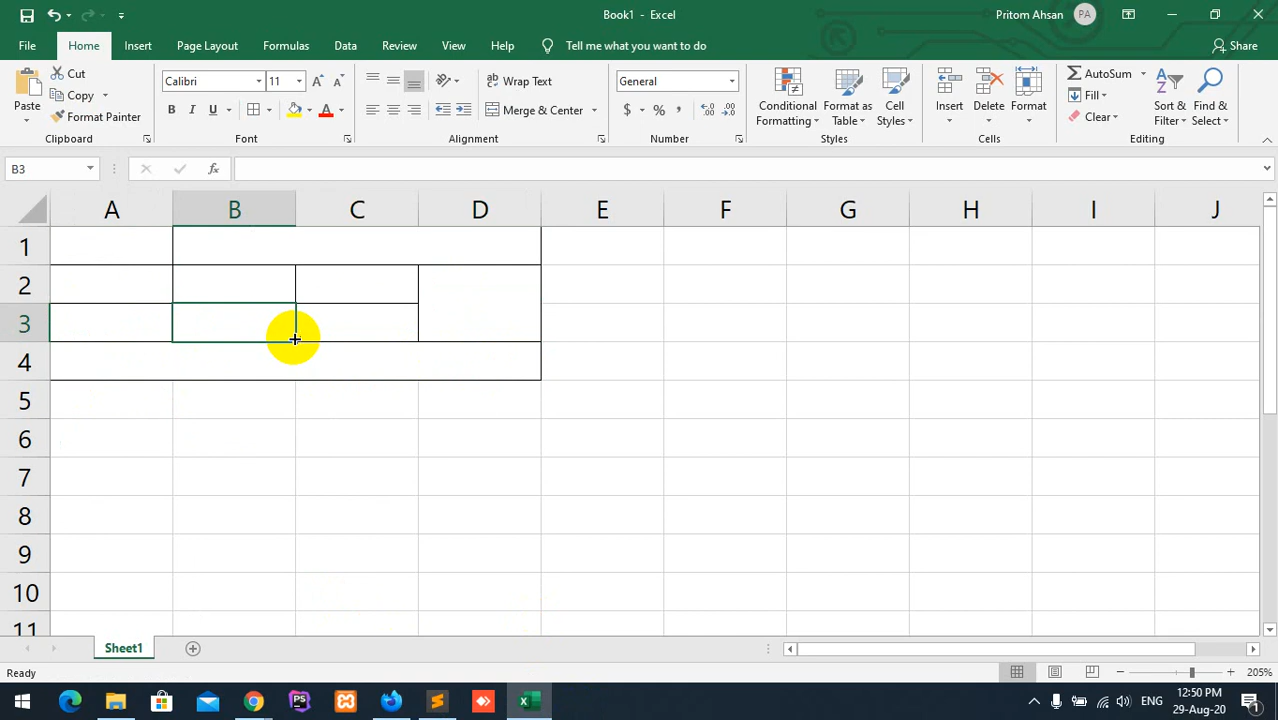 Book1 - Excel
Pritom Ahsan
PA
File
Home
Insert
Page Layout
Formulas
Data
Review
View
Help
Tell me what you want to do
Share
Paste
Cut
Copy
Format Painter
Clipboard
Calibri
11
B I U
A A
A
Font
Wrap Text
Merge & Center
Alignment
General
$ % ,
Number
Conditional
Formatting
Format as
Table
Cell
Styles
Styles
Insert
Delete
Format
Cells
AutoSum
Fill
Clear
Sort &
Filter
Find &
Select
Editing
B3
fx
A B C D E F G H I J
1
2
3
4
5
6
7
8
9
10
11
Sheet1
Ready
205%
ENG
12:50 PM
29-Aug-20
1